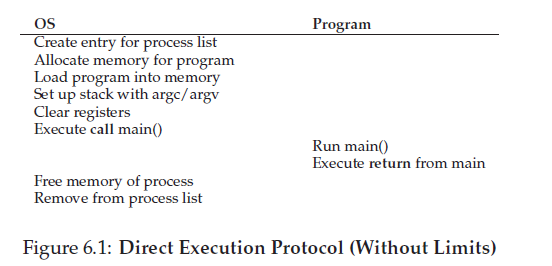 OS Program
Create entry for process list
Allocate memory for program
Load program into memory
Set up stack with argc/argv
Clear registers
Execute call main()
Run main()
Execute return from main
Free memory of process
Remove from process list
Figure 6.1: Direct Execution Protocol (Without Limits)